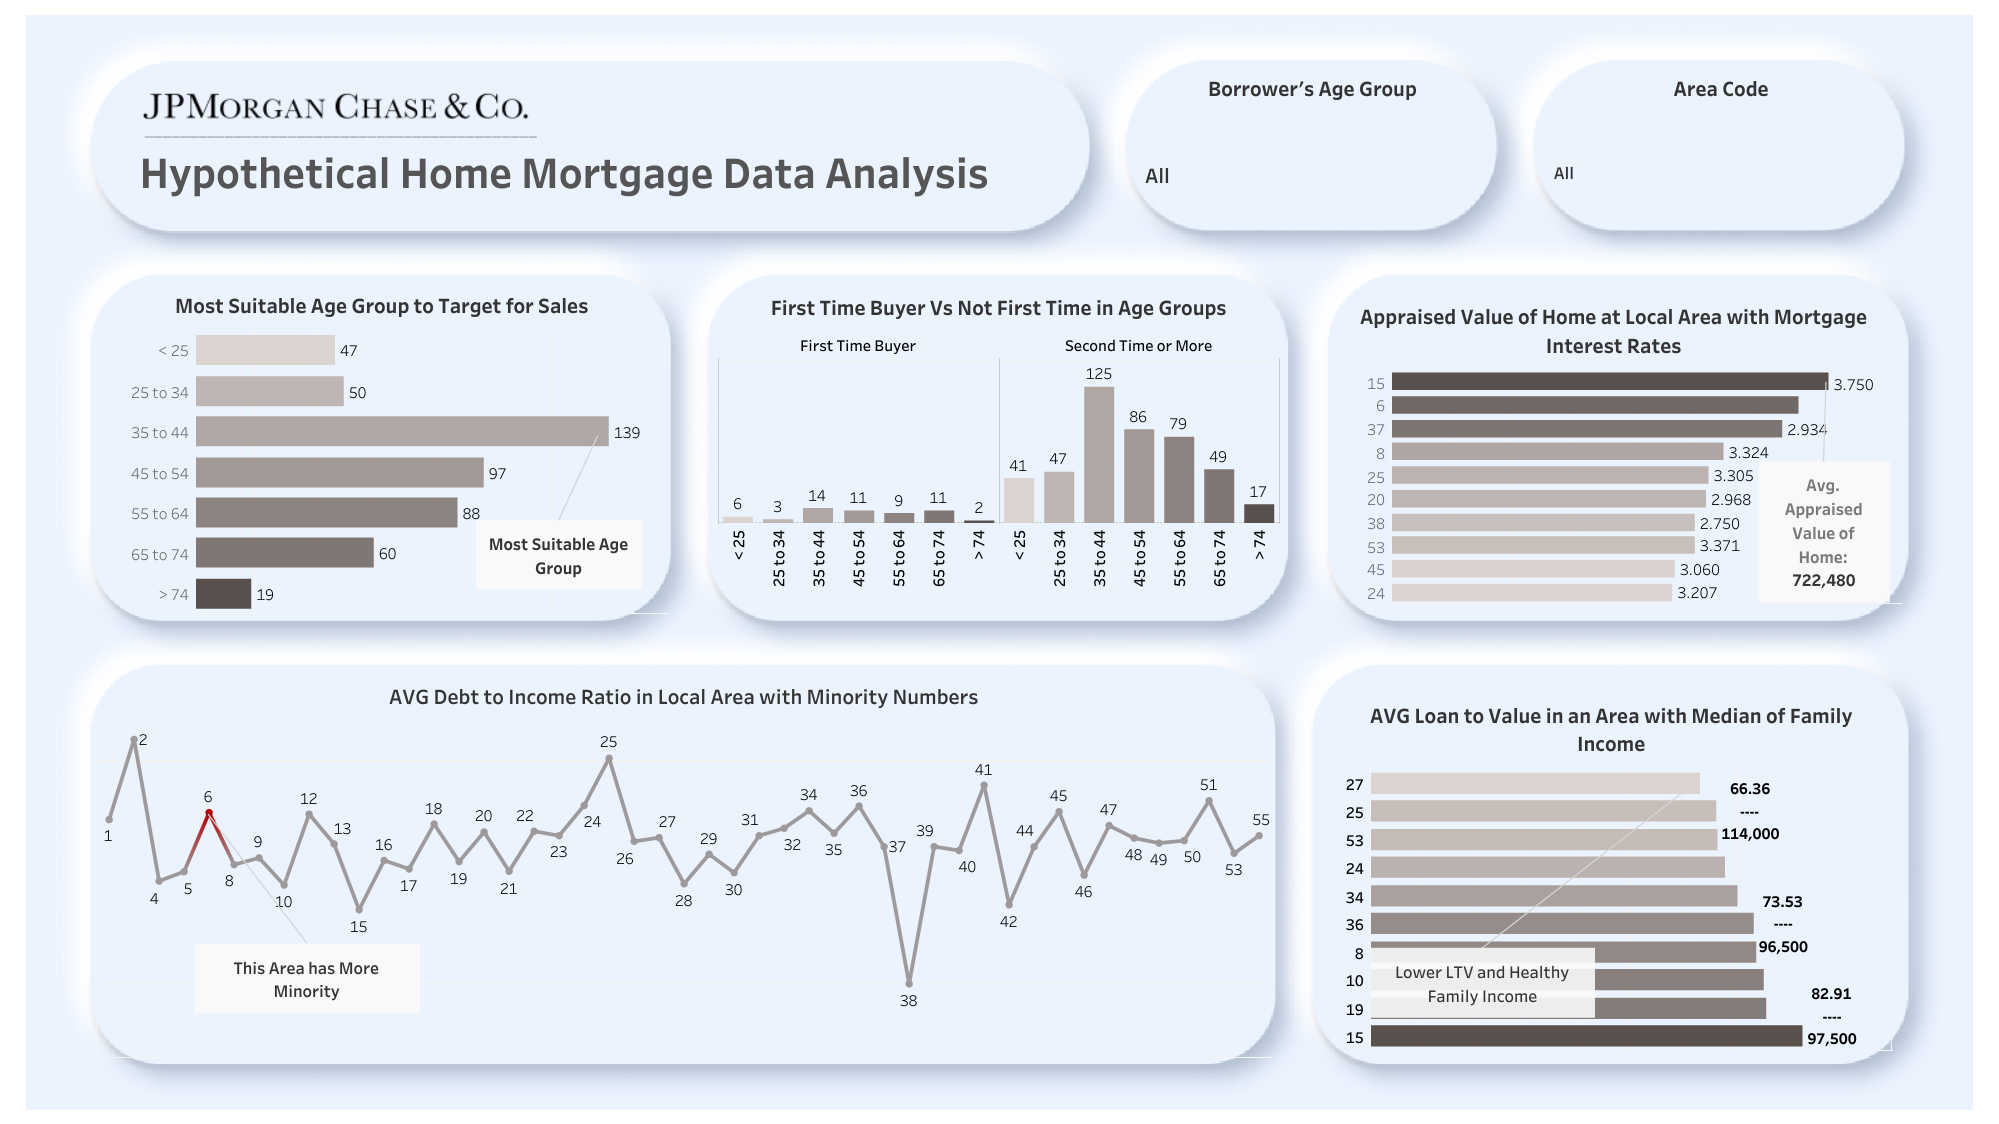 JPMORGAN CHASE & CO.
Hypothetical Home Mortgage Data Analysis
Borrower's Age Group
All
Area Code
All
Most Suitable Age Group to Target for Sales
< 25 47
25 to 34 50
35 to 44 139
45 to 54 97
55 to 64 88
65 to 74 60
> 74 19
Most Suitable Age
Group
First Time Buyer Vs Not First Time in Age Groups
First Time Buyer
6 3 14 11 9 11 2
< 25 25 to 34 35 to 44 45 to 54 55 to 64 65 to 74 > 74
Second Time or More
41 47 125 86 79 49 17
< 25 25 to 34 35 to 44 45 to 54 55 to 64 65 to 74 > 74
Appraised Value of Home at Local Area with Mortgage
Interest Rates
15 3.750
6
37 2.934
8 3.324
25 3.305
20 2.968
38 2.750
53 3.371
45 3.060
24 3.207
Avg.
Appraised
Value of
Home:
722,480
AVG Debt to Income Ratio in Local Area with Minority Numbers
1 2 4 5 6 8 9 10 12 13 15 16 17 18 19 20 21 22 23 24 25 26 27 28 29 30 31 32 34 35 36 37 38 39 40 41 42 44 45 46 47 48 49 50 51 53 55
This Area has More
Minority
AVG Loan to Value in an Area with Median of Family
Income
27
25
53
24
34
36
8
10
19
15
66.36
----
114,000
73.53
----
96,500
82.91
----
97,500
Lower LTV and Healthy
Family Income